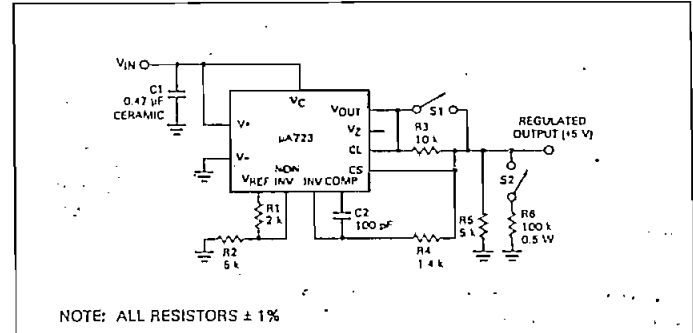 VIN
C1
0.47 µF
CERAMIC
VC
V+
V-
µA723
VOUT
VZ
CL
CS
VREF
NON
INV
INV
COMP
S1
R3
10 k
REGULATED
OUTPUT (+5 V)
S2
R1
2 k
C2
100 pF
R2
5 k
R4
1.4 k
R5
5 k
R6
100 k
0.5 W
NOTE: ALL RESISTORS ± 1%